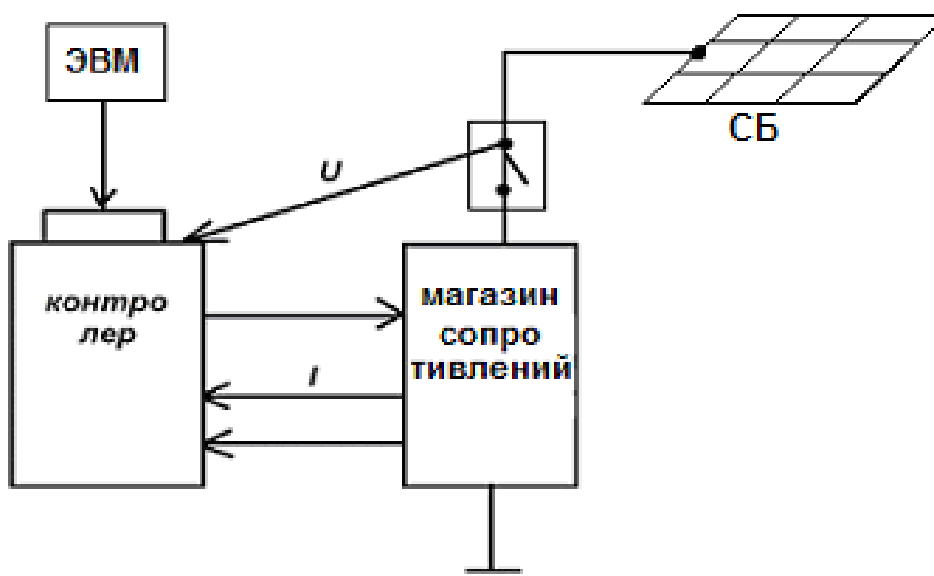 ЭВМ
СБ
U
контро
лер
магазин
сопро
тивлений
I